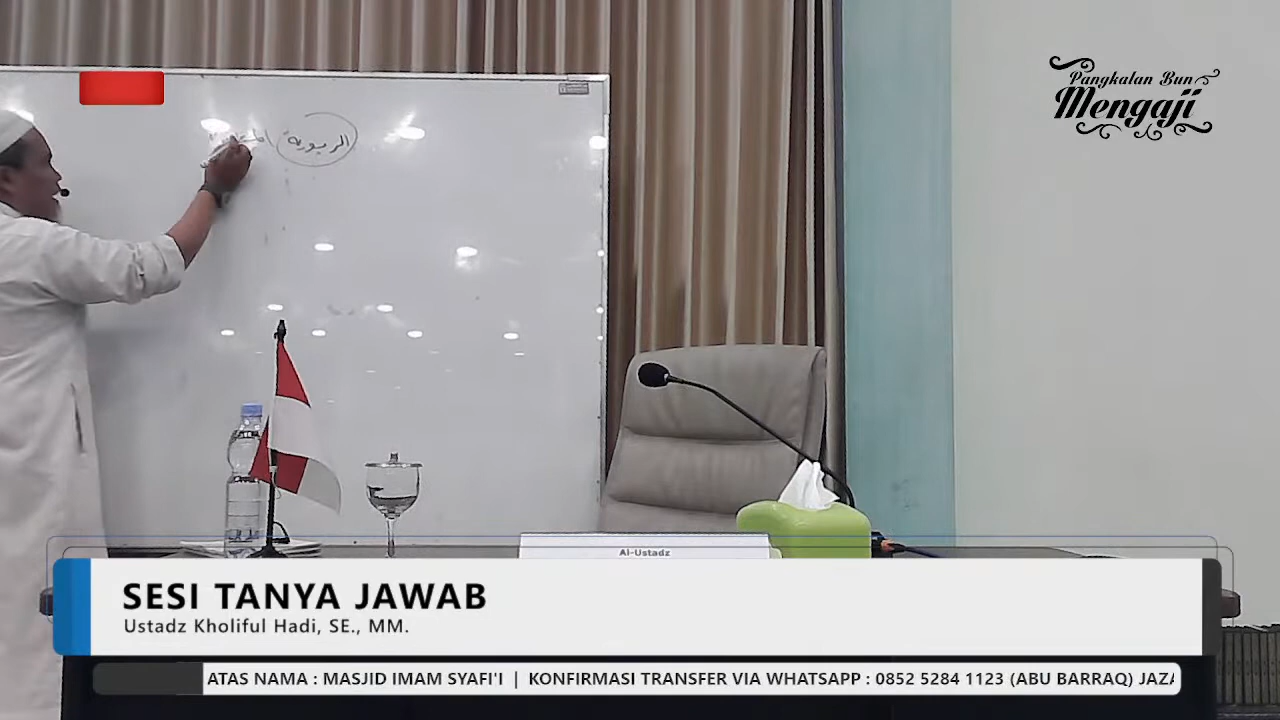 Pangkalan Bun
Mengaji
Al-Ustadz
SESI TANYA JAWAB
Ustadz Kholiful Hadi, SE., MM.
ATAS NAMA : MASJID IMAM SYAFI'I | KONFIRMASI TRANSFER VIA WHATSAPP : 0852 5284 1123 (ABU BARRAQ) JAZA